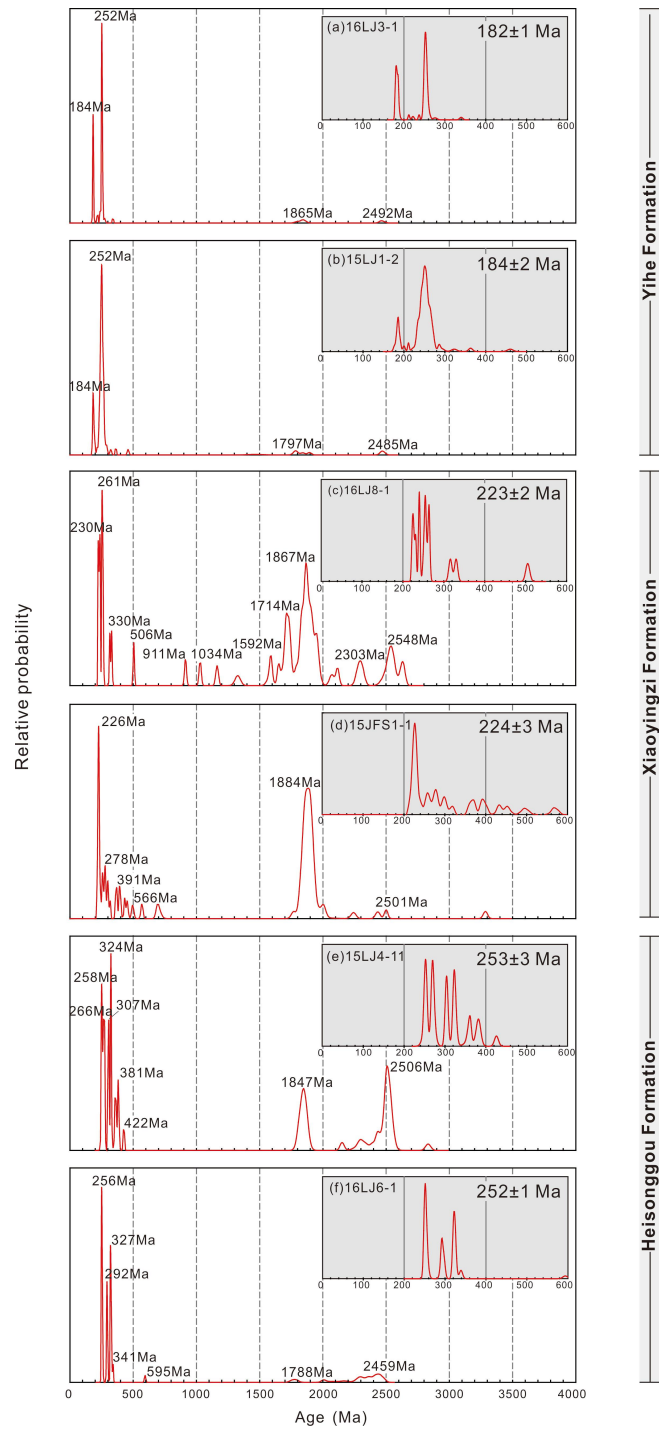 252Ma
184Ma
1865Ma
2492Ma
(a)16LJ3-1
182±1 Ma
0 100 200 300 400 500 600
252Ma
184Ma
1797Ma
2485Ma
(b)15LJ1-2
184±2 Ma
0 100 200 300 400 500 600
Yihe Formation
261Ma
230Ma
330Ma
506Ma
911Ma
1034Ma
1592Ma
1714Ma
1867Ma
2303Ma
2548Ma
(c)16LJ8-1
223±2 Ma
0 100 200 300 400 500 600
226Ma
278Ma
391Ma
566Ma
1884Ma
2501Ma
(d)15JFS1-1
224±3 Ma
0 100 200 300 400 500 600
Xiaoyingzi Formation
324Ma
258Ma
266Ma
307Ma
381Ma
422Ma
1847Ma
2506Ma
(e)15LJ4-11
253±3 Ma
0 100 200 300 400 500 600
256Ma
327Ma
292Ma
341Ma
595Ma
1788Ma
2459Ma
(f)16LJ6-1
252±1 Ma
0 100 200 300 400 500 600
Heisonggou Formation
Relative probability
0 500 1000 1500 2000 2500 3000 3500 4000
Age (Ma)